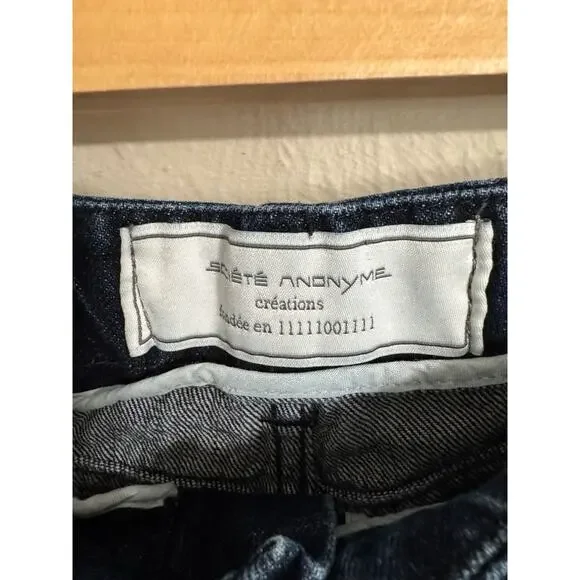 SOCIÉTÉ ANONYME
créations
fondée en 11111001111